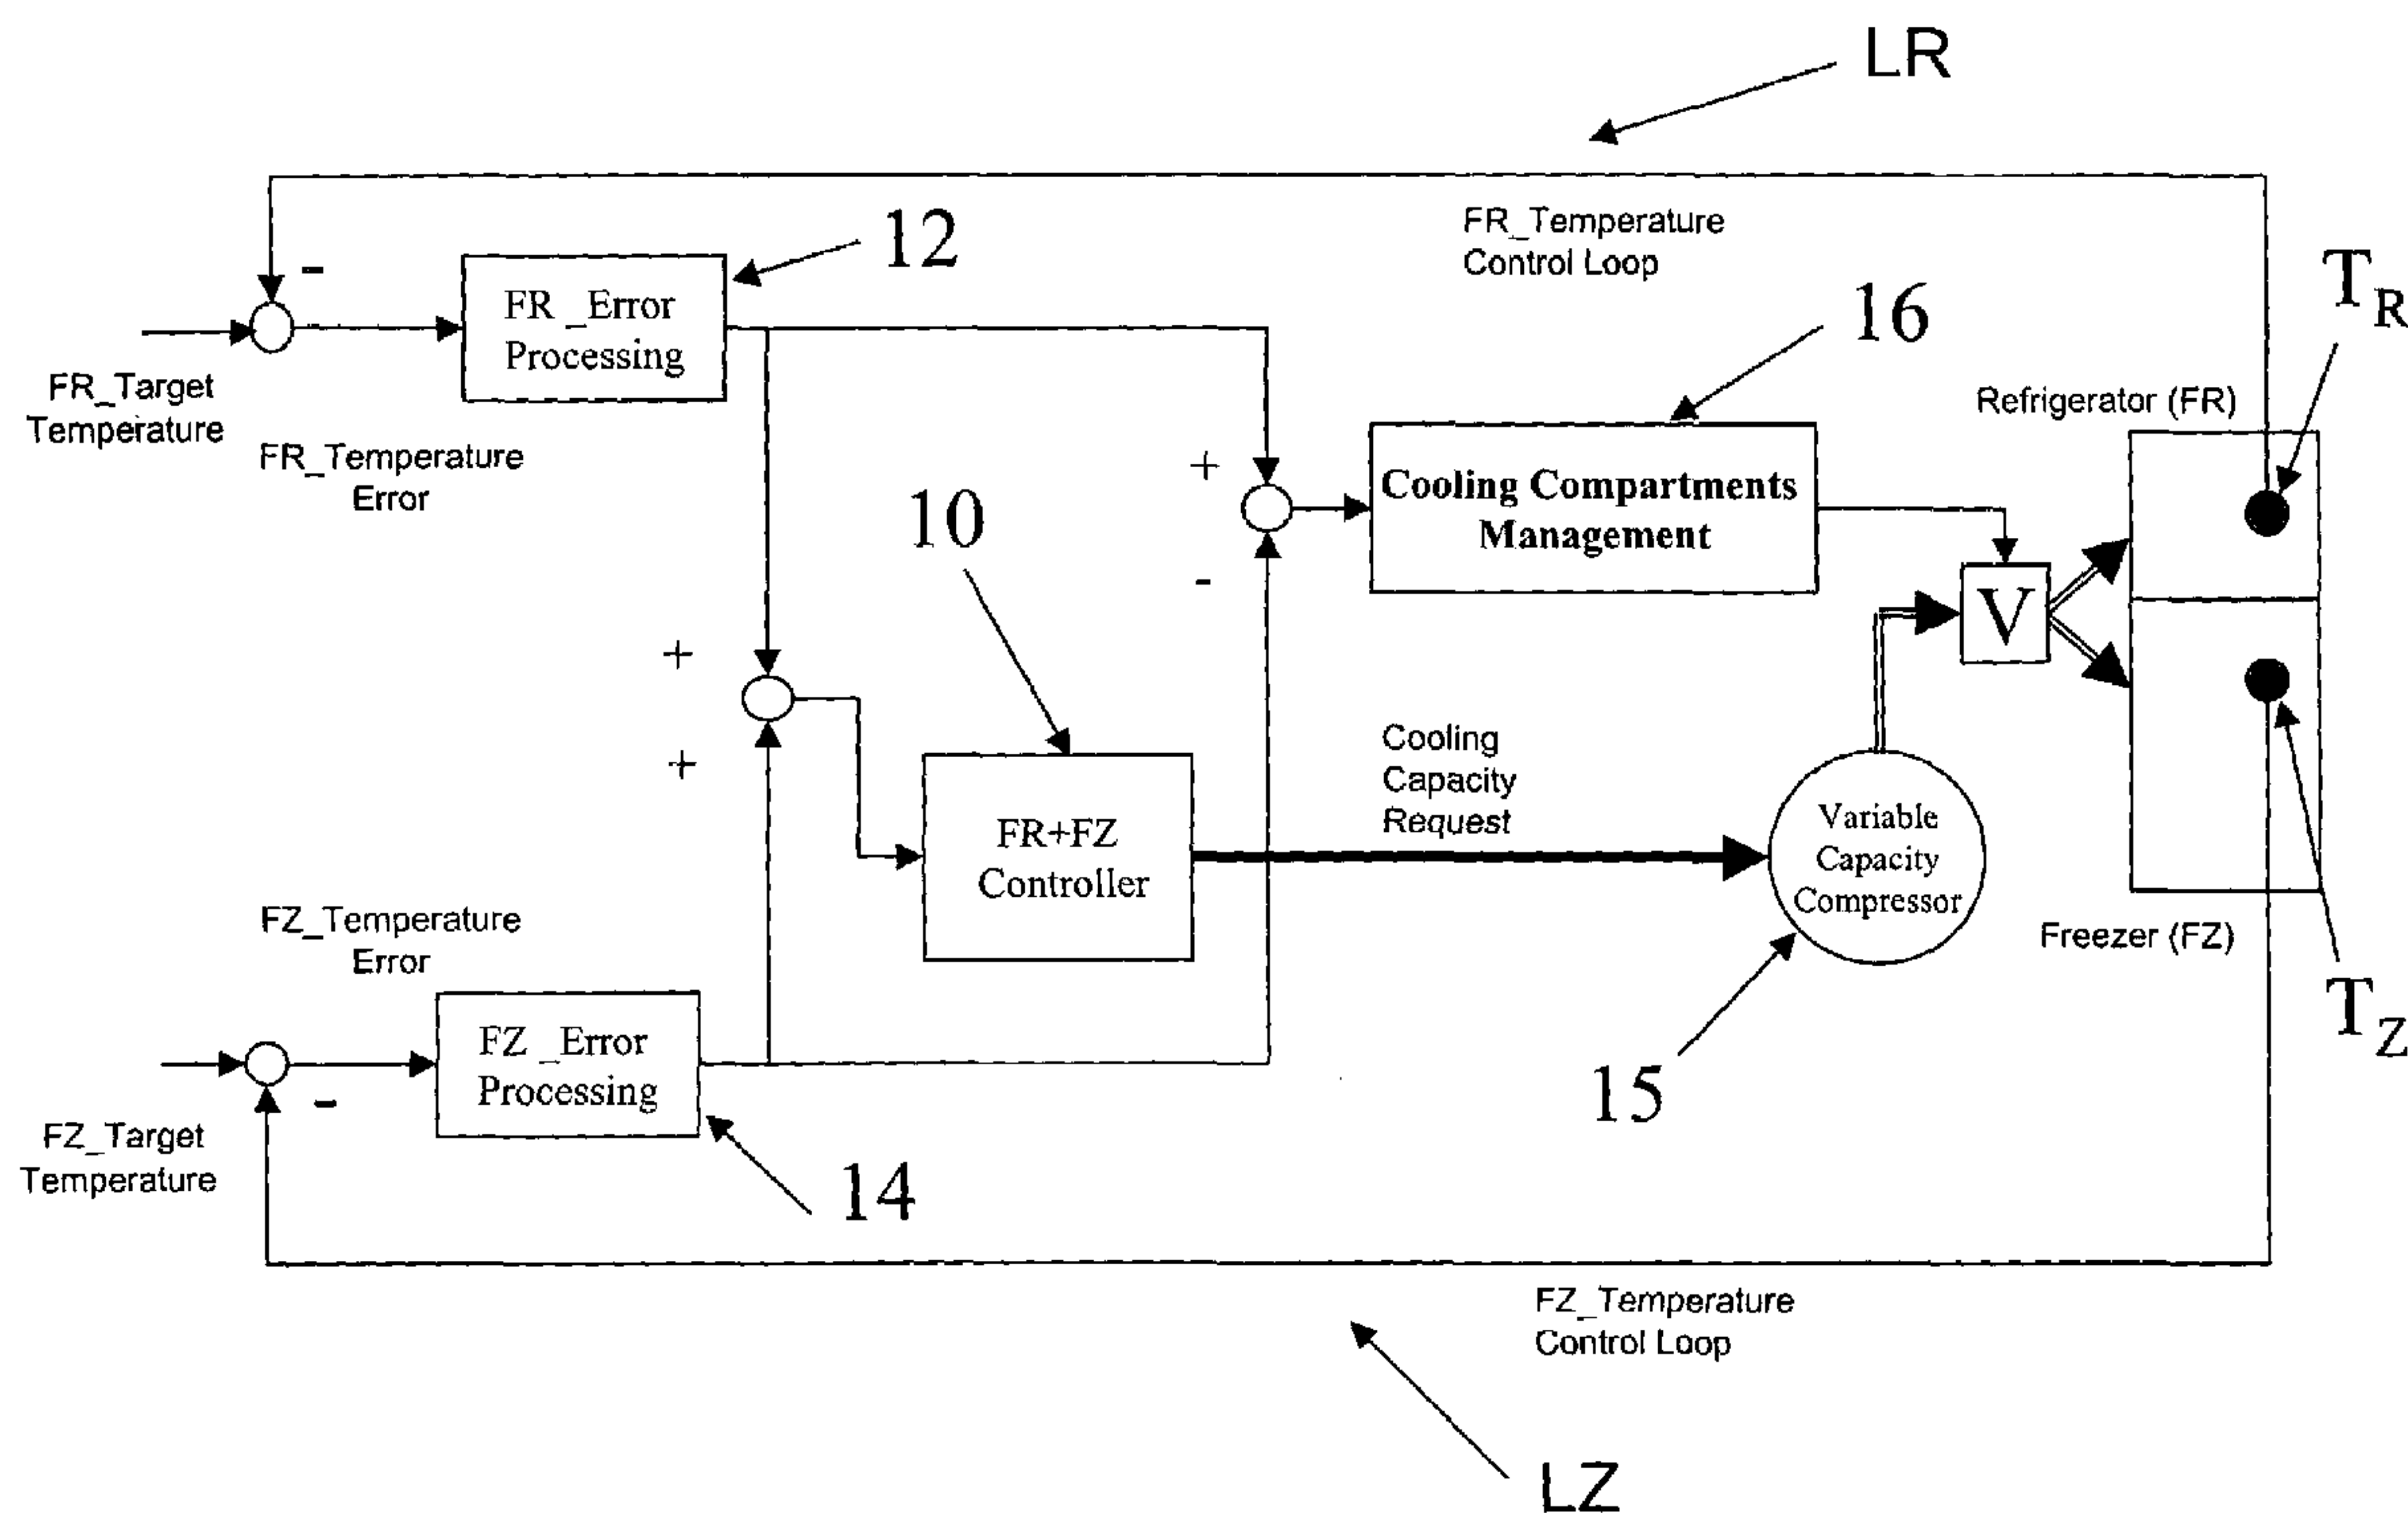 LR
FR_Temperature
Control Loop
-
12
FR _Error
Processing
FR_Target
Temperature
FR_Temperature
Error
16
T_R
Refrigerator (FR)
+
Cooling Compartments
Management
-
10
V
+
+
Cooling
Capacity
Request
FR+FZ
Controller
Variable
Capacity
Compressor
Freezer (FZ)
T_Z
FZ_Temperature
Error
FZ _Error
Processing
-
FZ_Target
Temperature
14
15
FZ_Temperature
Control Loop
LZ